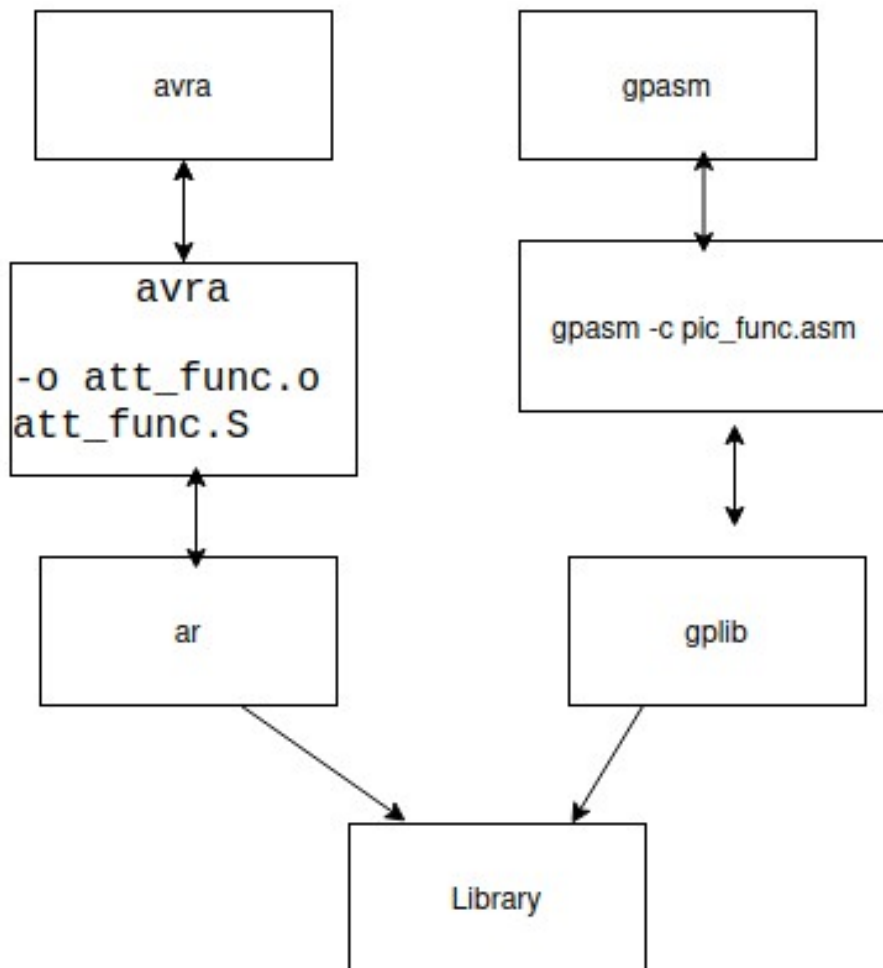 avra
gpasm
avra
-o att_func.o
att_func.S
gpasm -c pic_func.asm
ar
gplib
Library